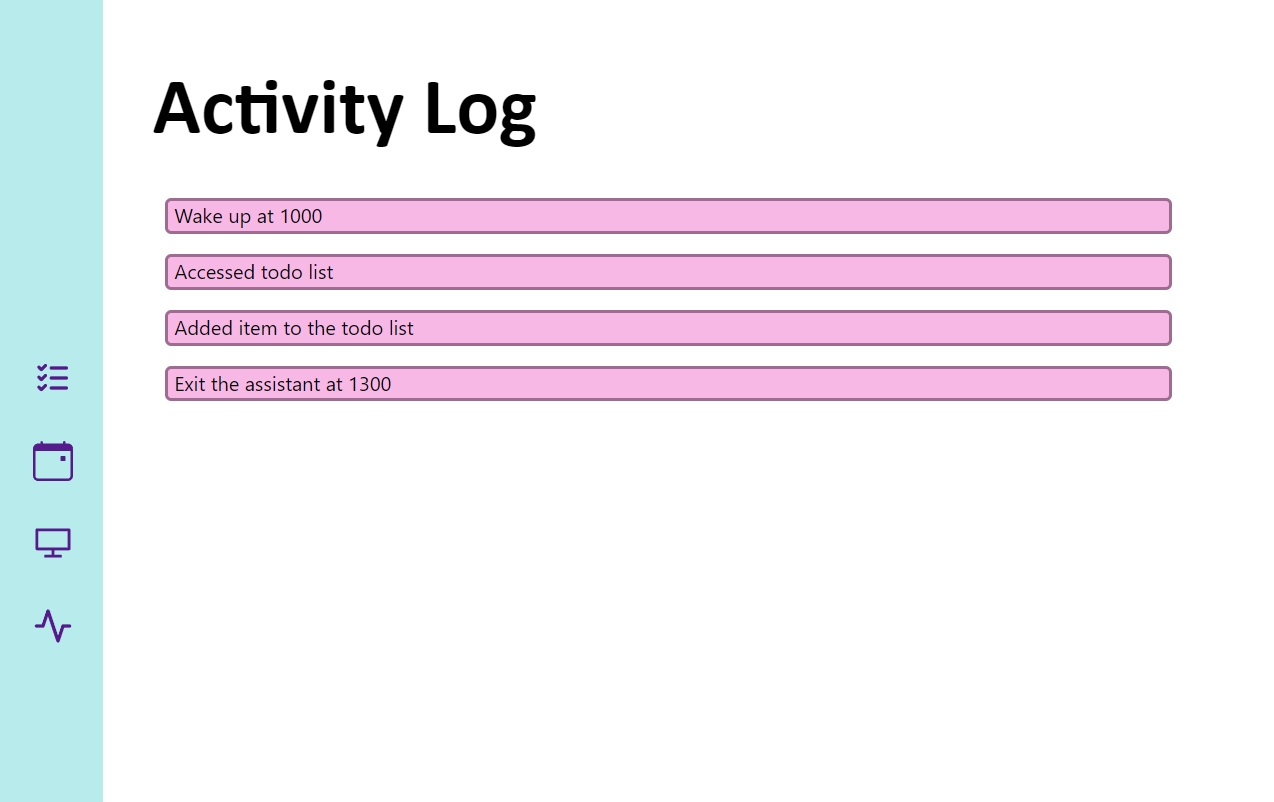 Activity Log
Wake up at 1000
Accessed todo list
Added item to the todo list
Exit the assistant at 1300